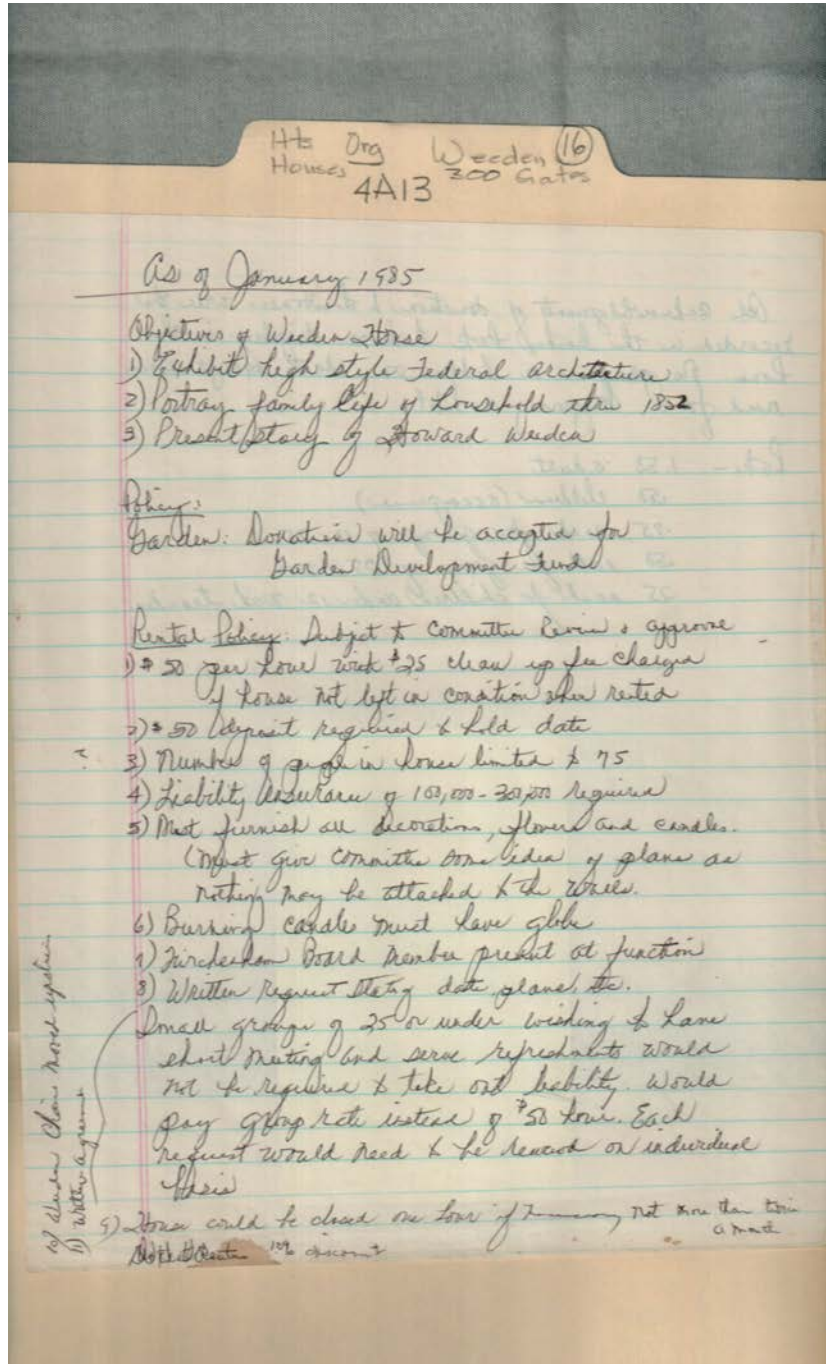 Hts Org Weeden 16
Houses 300 Gates
4A13
As of January 1985
Objectives of Weeden House
1) Exhibit high style Federal architecture
2) Portray family life of household thru 1852
3) Present story of Howard Weeden
Policy:
Garden: Donations will be accepted for
Garden Development Fund
Rental Policy: Subject to Committee Review & approve
1) $50 per hour with $25 clean up fee charged
if house not left in condition when rented
2) $50 deposit required to hold date
3) Number of people in house limited to 75
4) Liability Insurance of 100,000-300,000 required
5) Must furnish all decorations, flowers and candles.
(Must give committee some idea of plans as
nothing may be attached to the walls.
6) Burning candles must have globe
7) Board Member present at function
8) Written request stating date, plans, etc.
Small groups of 25 or under wishing to have
short meeting and serve refreshments would
not be required to take out liability. Would
pay group rate instead of $50 hour. Each
request would need to be on individual
basis
9) House could be closed one hour if not more than twice
a month
10% discount
10) Weeden Chair moved upstairs
11) Written agreement